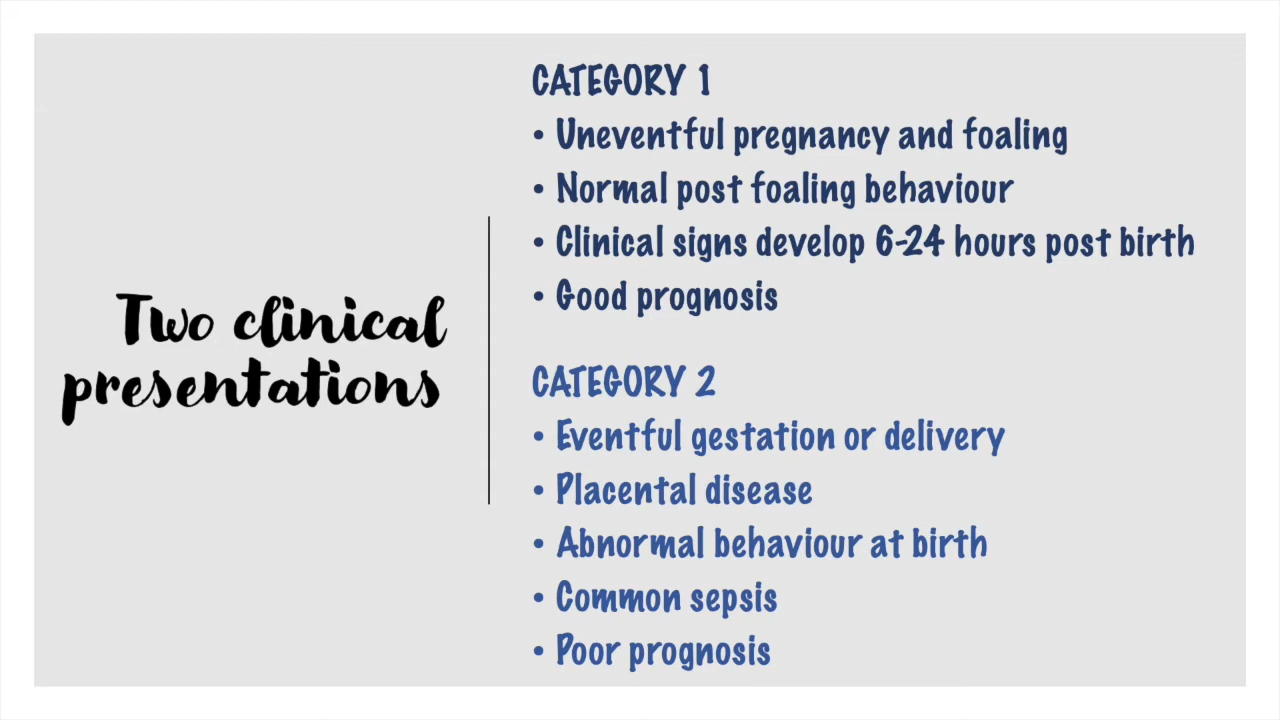 Two clinical
presentations
CATEGORY 1
• Uneventful pregnancy and foaling
• Normal post foaling behaviour
• Clinical signs develop 6-24 hours post birth
• Good prognosis
CATEGORY 2
• Eventful gestation or delivery
• Placental disease
• Abnormal behaviour at birth
• Common sepsis
• Poor prognosis